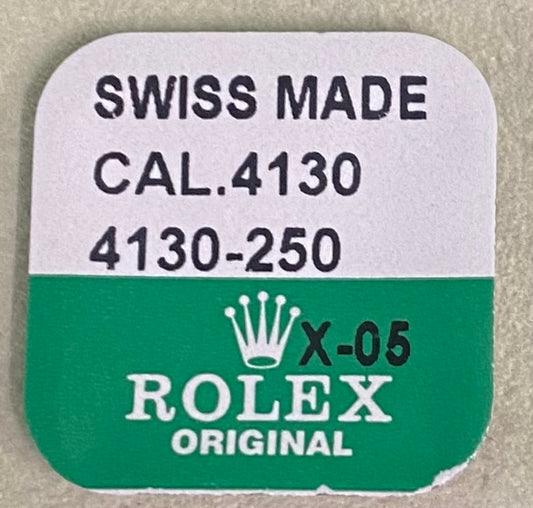 SWISS MADE
CAL.4130
4130-250
X-05
ROLEX
ORIGINAL